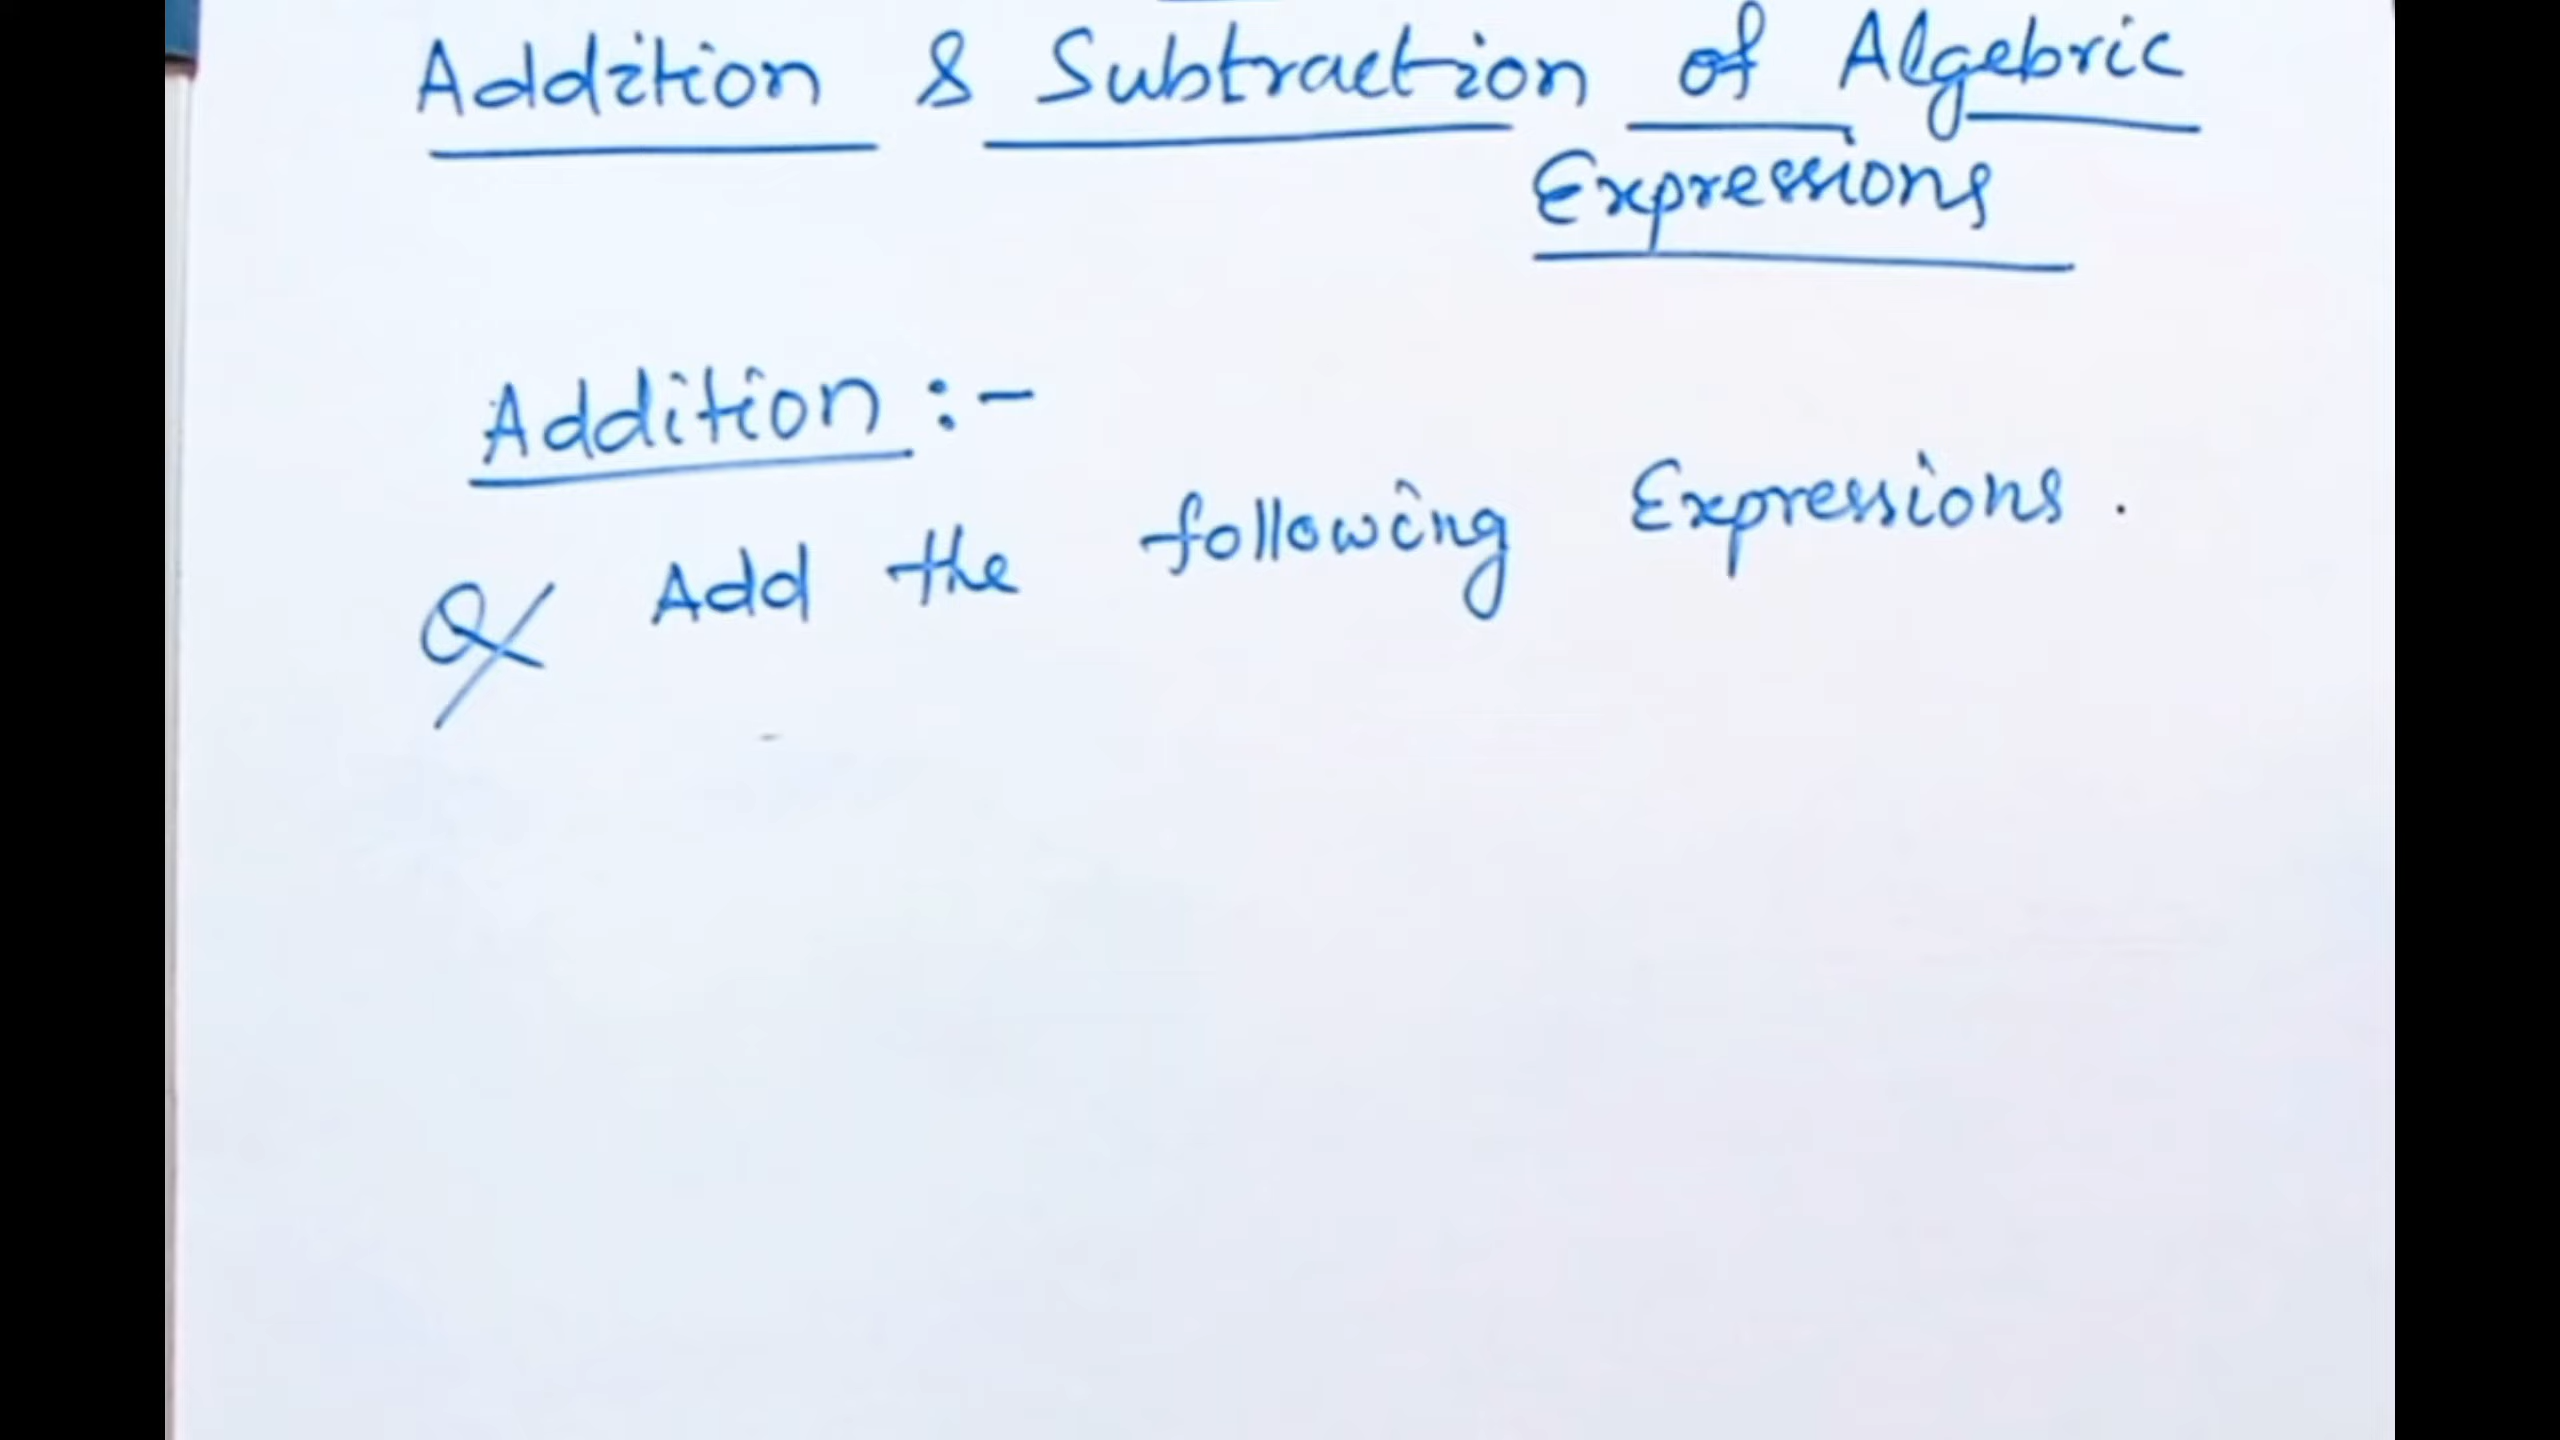 Addition & Subtraction of Algebric
Expressions
Addition :-
Q/ Add the following Expressions.